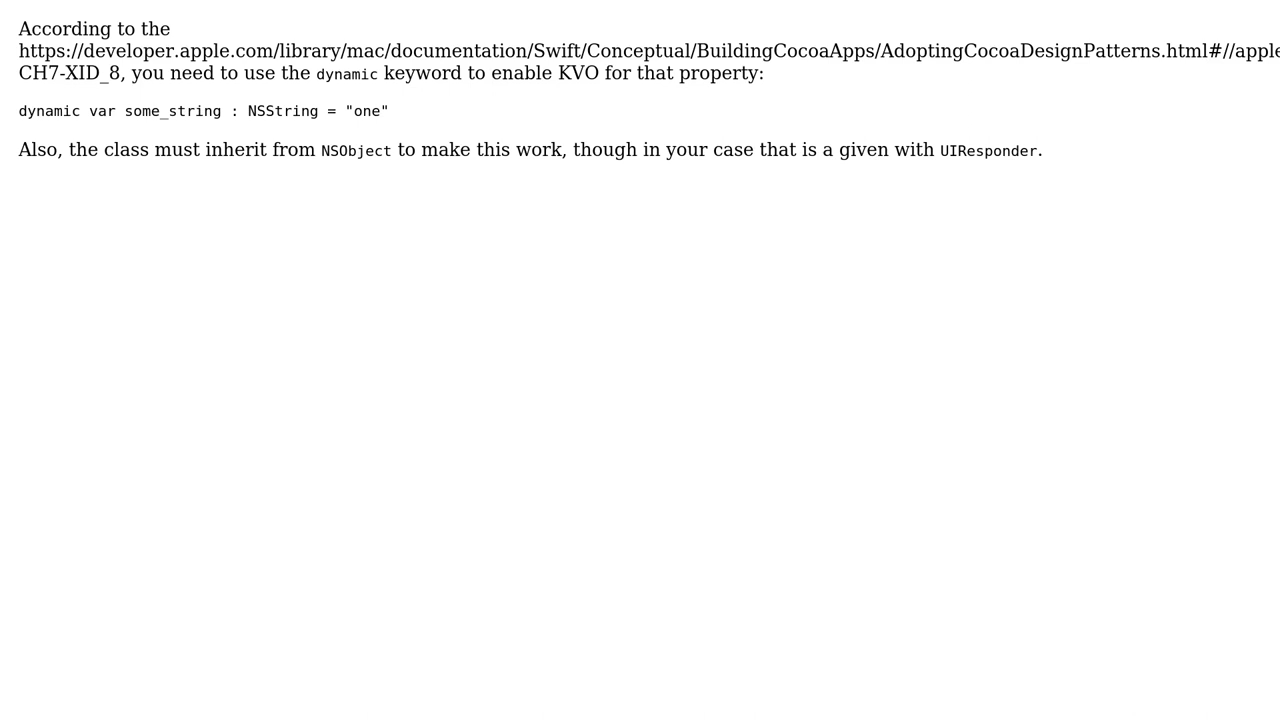 According to the
https://developer.apple.com/library/mac/documentation/Swift/Conceptual/BuildingCocoaApps/AdoptingCocoaDesignPatterns.html#//apple
CH7-XID_8, you need to use the dynamic keyword to enable KVO for that property:
dynamic var some_string : NSString = "one"
Also, the class must inherit from NSObject to make this work, though in your case that is a given with UIResponder.